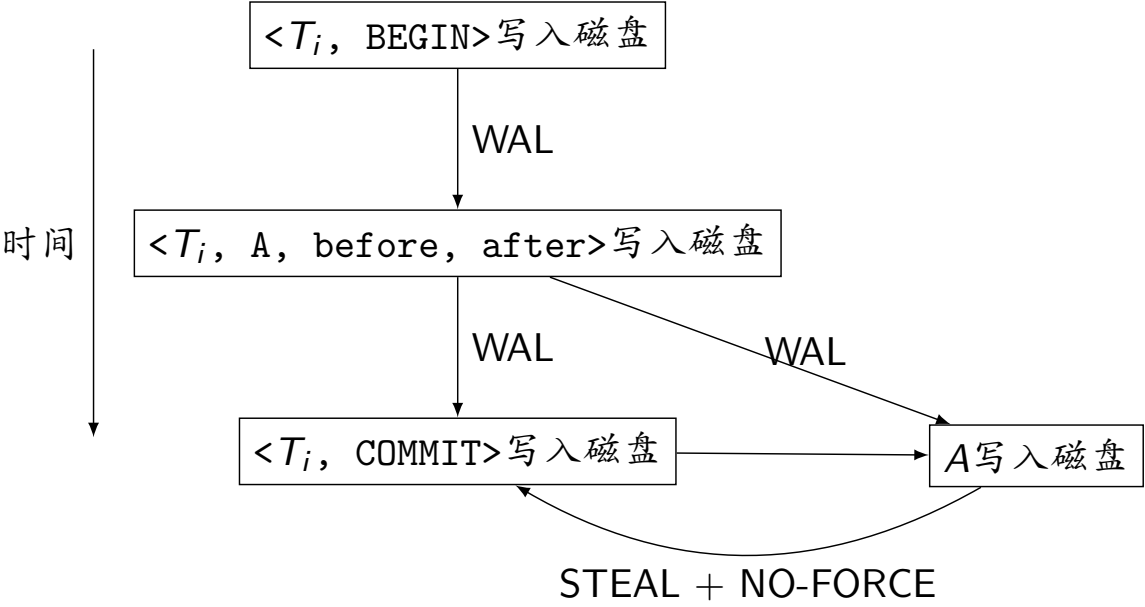 <Ti, BEGIN>写入磁盘
WAL
时间
<Ti, A, before, after>写入磁盘
WAL
WAL
<Ti, COMMIT>写入磁盘
A写入磁盘
STEAL + NO-FORCE